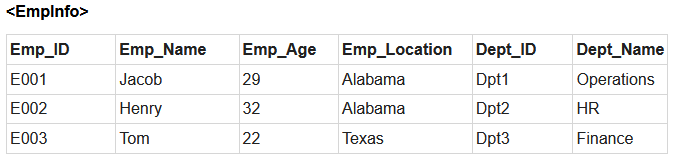 <EmpInfo>
Emp_ID Emp_Name Emp_Age Emp_Location Dept_ID Dept_Name
E001 Jacob 29 Alabama Dpt1 Operations
E002 Henry 32 Alabama Dpt2 HR
E003 Tom 22 Texas Dpt3 Finance